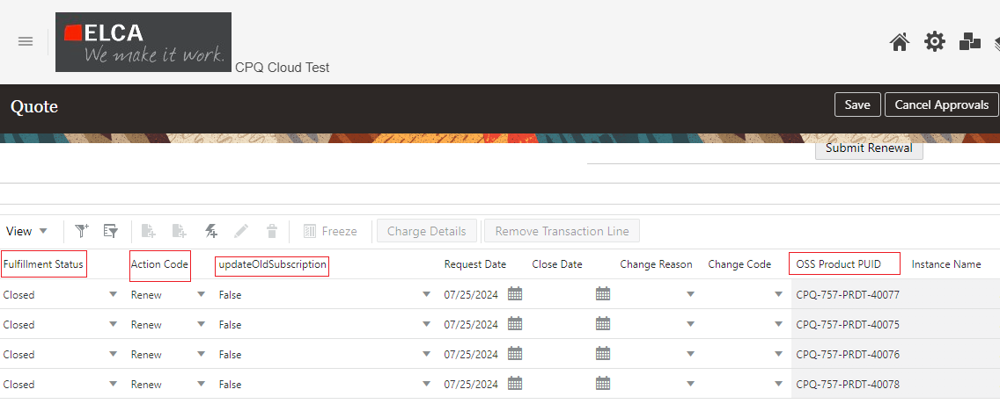 ELCA
We make it work.
CPQ Cloud Test
Quote
Save
Cancel Approvals
Submit Renewal
View
Freeze
Charge Details
Remove Transaction Line
Fulfillment Status Action Code updateOldSubscription Request Date Close Date Change Reason Change Code OSS Product PUID Instance Name
Closed Renew False 07/25/2024 CPQ-757-PRDT-40077
Closed Renew False 07/25/2024 CPQ-757-PRDT-40075
Closed Renew False 07/25/2024 CPQ-757-PRDT-40076
Closed Renew False 07/25/2024 CPQ-757-PRDT-40078